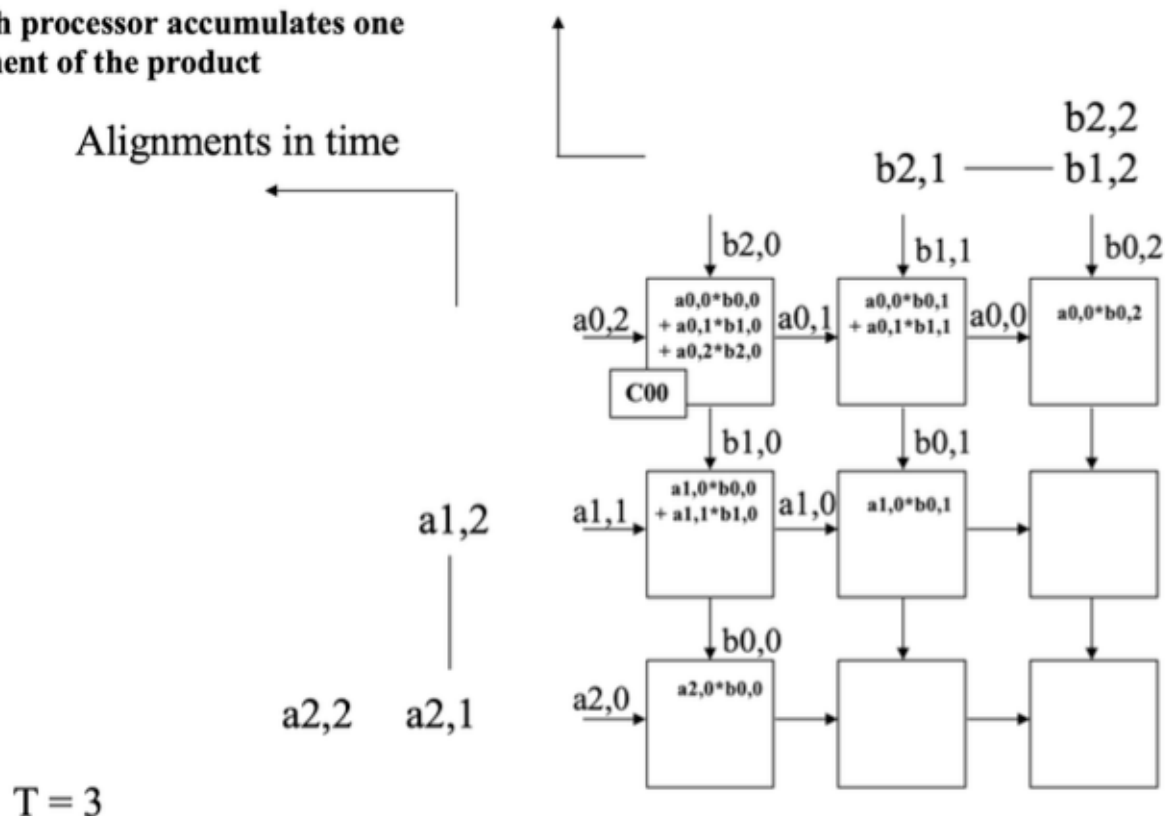 h processor accumulates one
nent of the product
Alignments in time
b2,2
b2,1 b1,2
b2,0 b1,1 b0,2
a0,2
a0,0*b0,0
+ a0,1*b1,0
+ a0,2*b2,0
a0,1
a0,0*b0,1
+ a0,1*b1,1
a0,0
a0,0*b0,2
C00
b1,0 b0,1
a1,2
a1,1
a1,0*b0,0
+ a1,1*b1,0
a1,0
a1,0*b0,1
b0,0
a2,2 a2,1 a2,0
a2,0*b0,0
T = 3